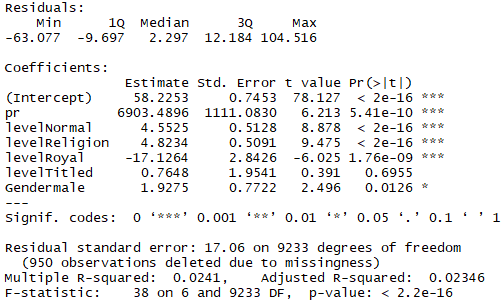 Residuals:
    Min      1Q  Median      3Q     Max
-63.077  -9.697   2.297  12.184 104.516

Coefficients:
               Estimate Std. Error t value Pr(>|t|)
(Intercept)     58.2253     0.7453  78.127  < 2e-16 ***
pr            6903.4896  1111.0830   6.213 5.41e-10 ***
levelNormal      4.5525     0.5128   8.878  < 2e-16 ***
levelReligion    4.8234     0.5091   9.475  < 2e-16 ***
levelRoyal     -17.1264     2.8426  -6.025 1.76e-09 ***
levelTitled      0.7648     1.9541   0.391   0.6955
Gendermale       1.9275     0.7722   2.496   0.0126 *
---
Signif. codes:  0 ‘***’ 0.001 ‘**’ 0.01 ‘*’ 0.05 ‘.’ 0.1 ‘ ’ 1

Residual standard error: 17.06 on 9233 degrees of freedom
  (950 observations deleted due to missingness)
Multiple R-squared:  0.0241,    Adjusted R-squared:  0.02346
F-statistic:    38 on 6 and 9233 DF,  p-value: < 2.2e-16